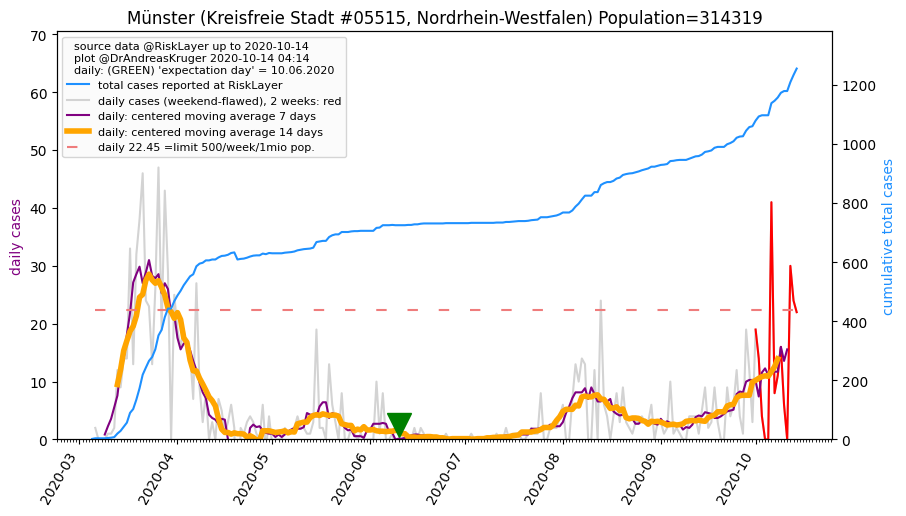 Münster (Kreisfreie Stadt #05515, Nordrhein-Westfalen) Population=314319
source data @RiskLayer up to 2020-10-14
plot @DrAndreasKruger 2020-10-14 04:14
daily: (GREEN) 'expectation day' = 10.06.2020
total cases reported at RiskLayer
daily cases (weekend-flawed), 2 weeks: red
daily: centered moving average 7 days
daily: centered moving average 14 days
daily 22.45 =limit 500/week/1mio pop.
daily cases
70
60
50
40
30
20
10
0
cumulative total cases
1200
1000
800
600
400
200
0
2020-03
2020-04
2020-05
2020-06
2020-07
2020-08
2020-09
2020-10